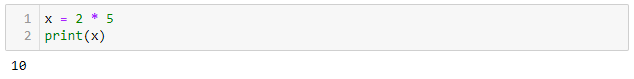 1 x = 2 * 5
2 print(x)
10